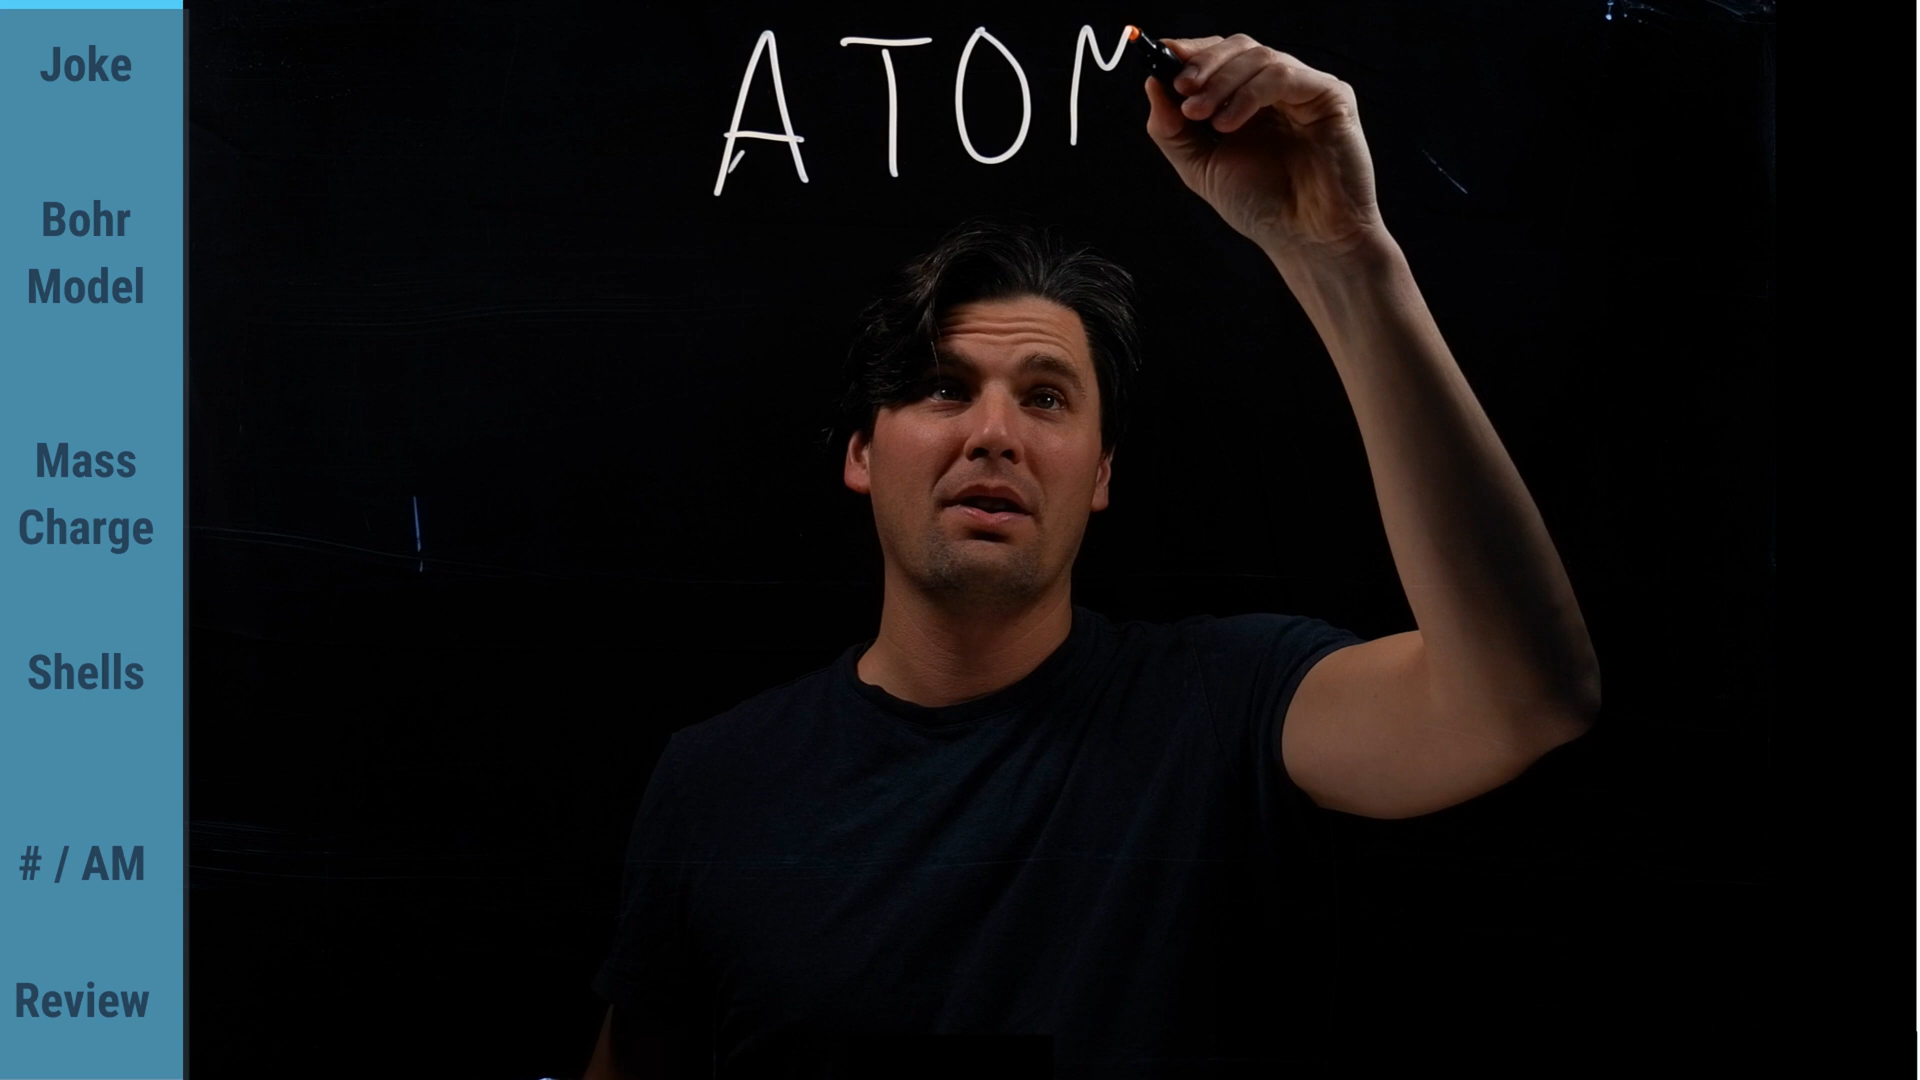 ATOM
Joke
Bohr
Model
Mass
Charge
Shells
# / AM
Review